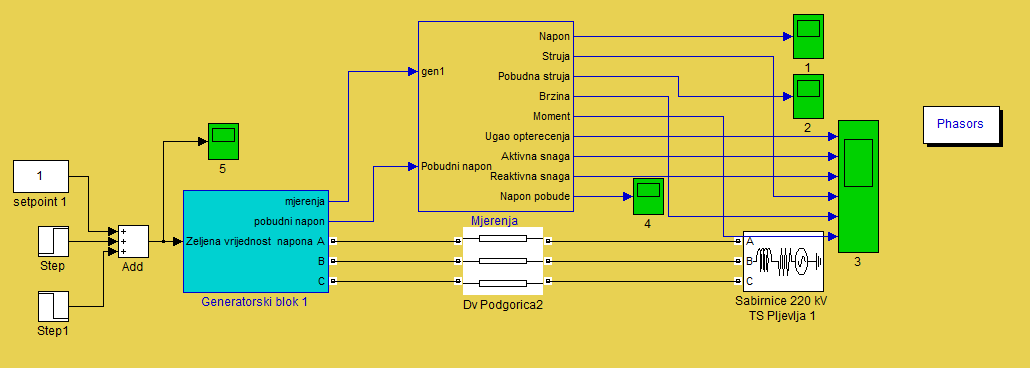 Napon
Struja
Pobudna struja
Brzina
Moment
Ugao opterecenja
Aktivna snaga
Reaktivna snaga
Napon pobude
gen1
Pobudni napon
Mjerenja
1
2
3
4
5
Phasors
1
setpoint 1
Step
Step1
+
+
+
Add
mjerenja
pobudni napon
Zeljena vrijednost napona
A
B
C
Generatorski blok 1
Dv Podgorica2
A
B
C
Sabirnice 220 kV
TS Pljevlja 1